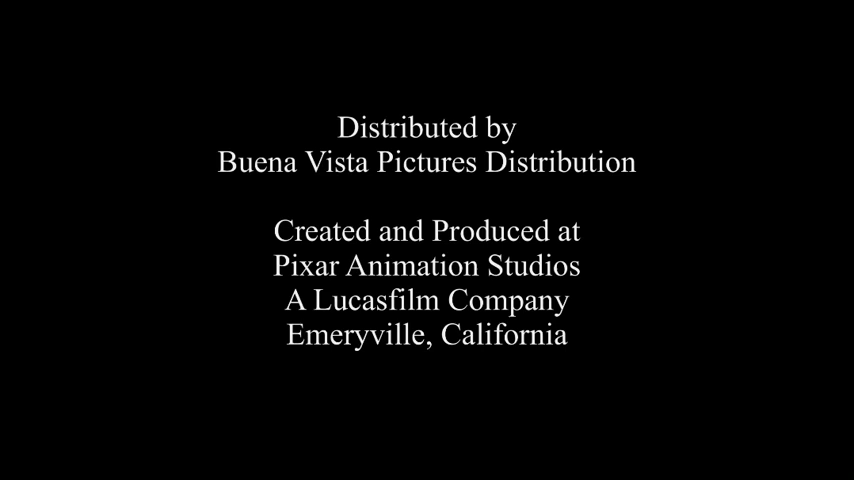 Distributed by
Buena Vista Pictures Distribution
Created and Produced at
Pixar Animation Studios
A Lucasfilm Company
Emeryville, California